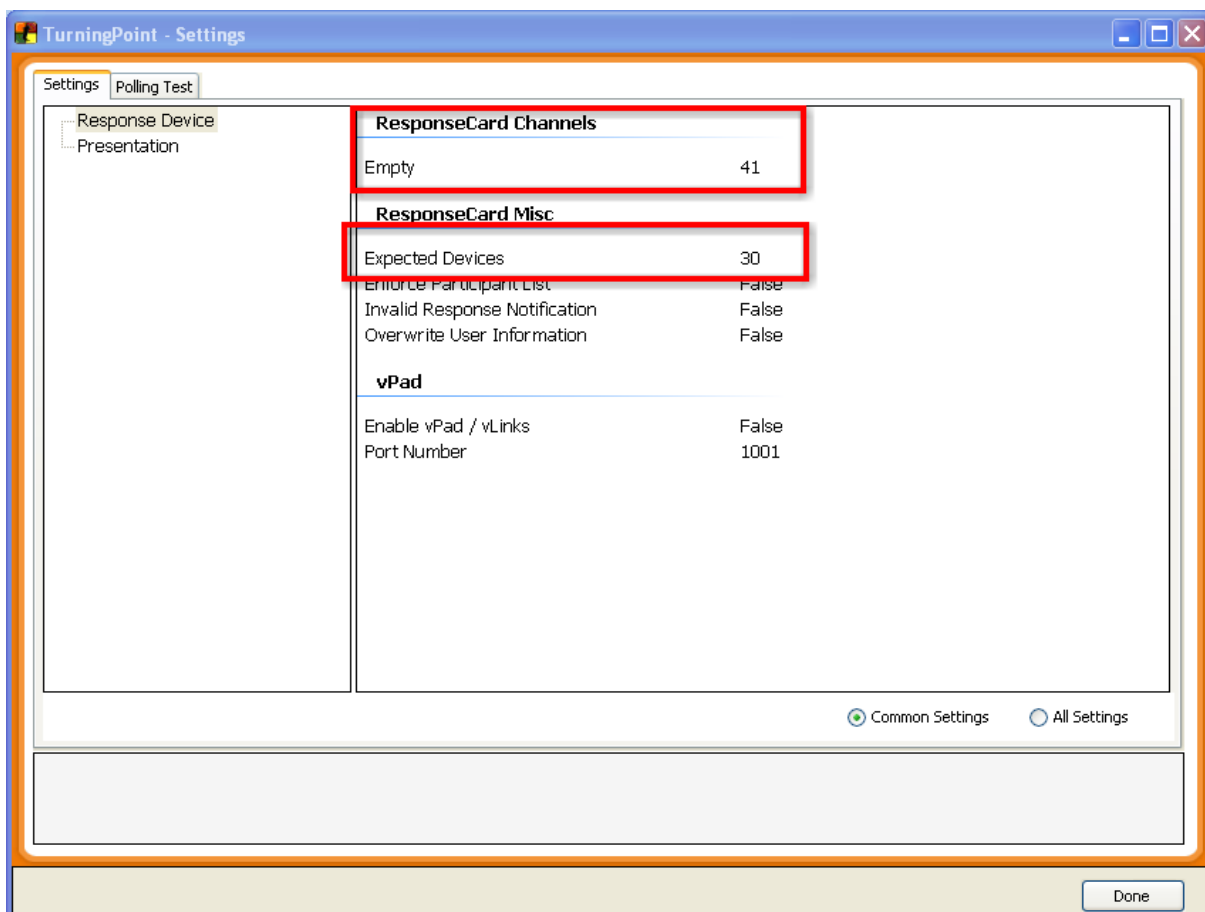 TurningPoint - Settings
Settings Polling Test
Response Device
Presentation
ResponseCard Channels
Empty 41
ResponseCard Misc
Expected Devices 30
Enforce Participant List False
Invalid Response Notification False
Overwrite User Information False
vPad
Enable vPad / vLinks False
Port Number 1001
Common Settings All Settings
Done